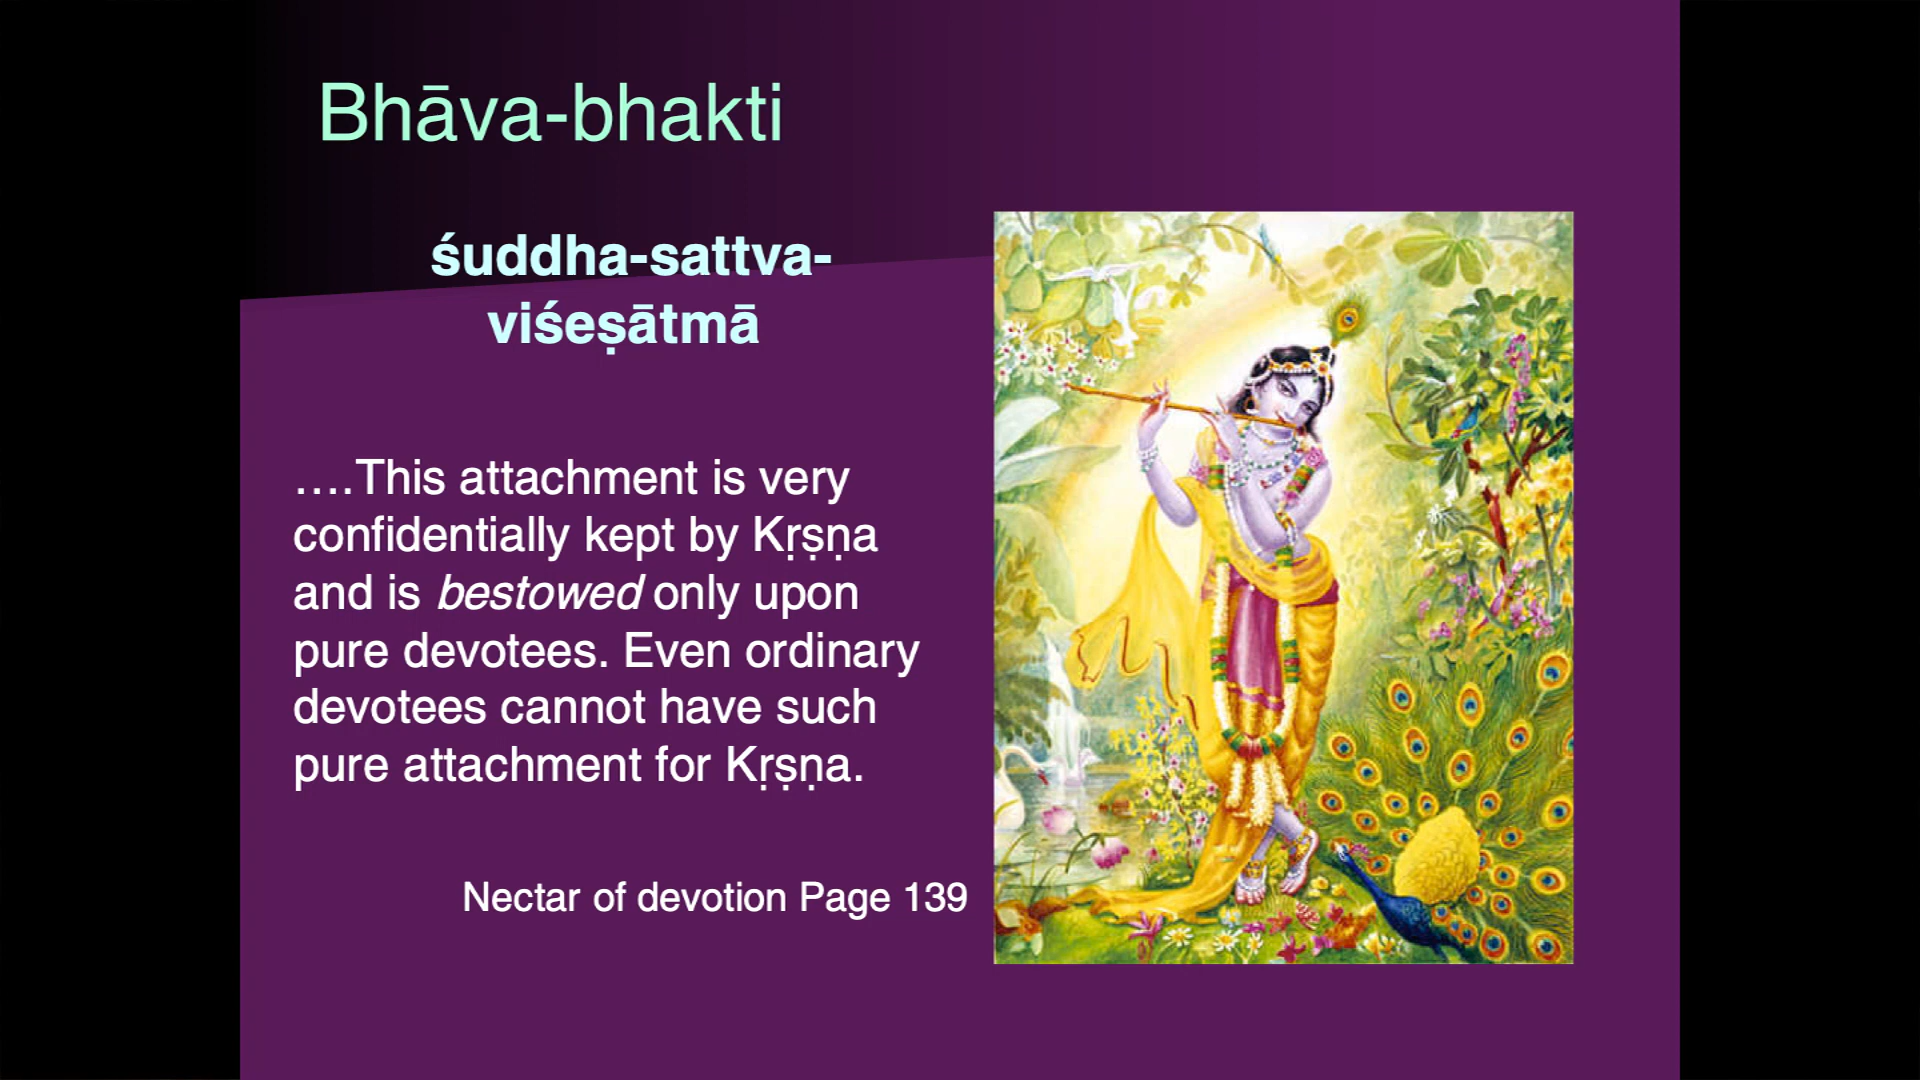 Bhāva-bhakti
śuddha-sattva-
viśeṣātmā
….This attachment is very
confidentially kept by Kṛṣṇa
and is bestowed only upon
pure devotees. Even ordinary
devotees cannot have such
pure attachment for Kṛṣṇa.
Nectar of devotion Page 139